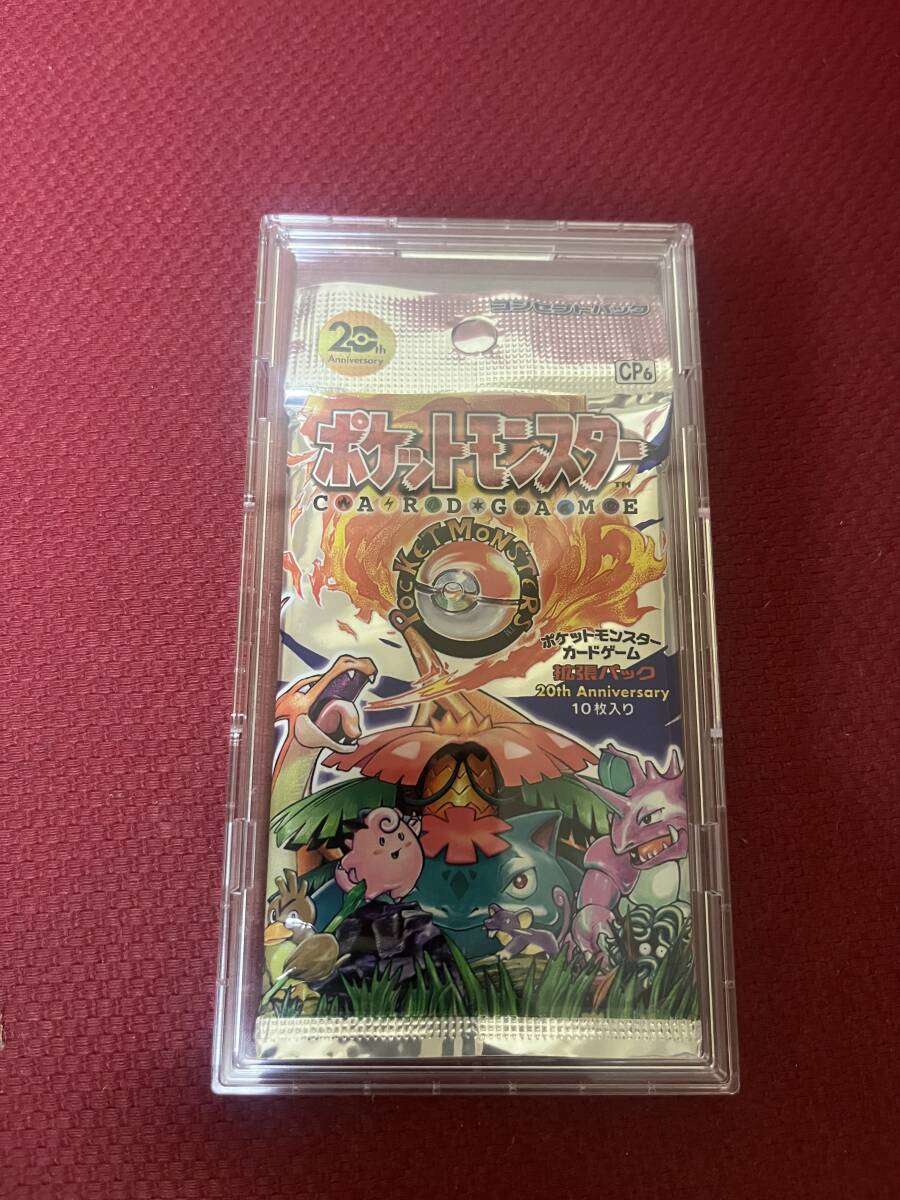 コンセプトパック
20th
Anniversary
CP6
ポケットモンスター
TM
CARD GAME
POCKET MONSTERS
ポケットモンスター
カードゲーム
拡張パック
20th Anniversary
10枚入り